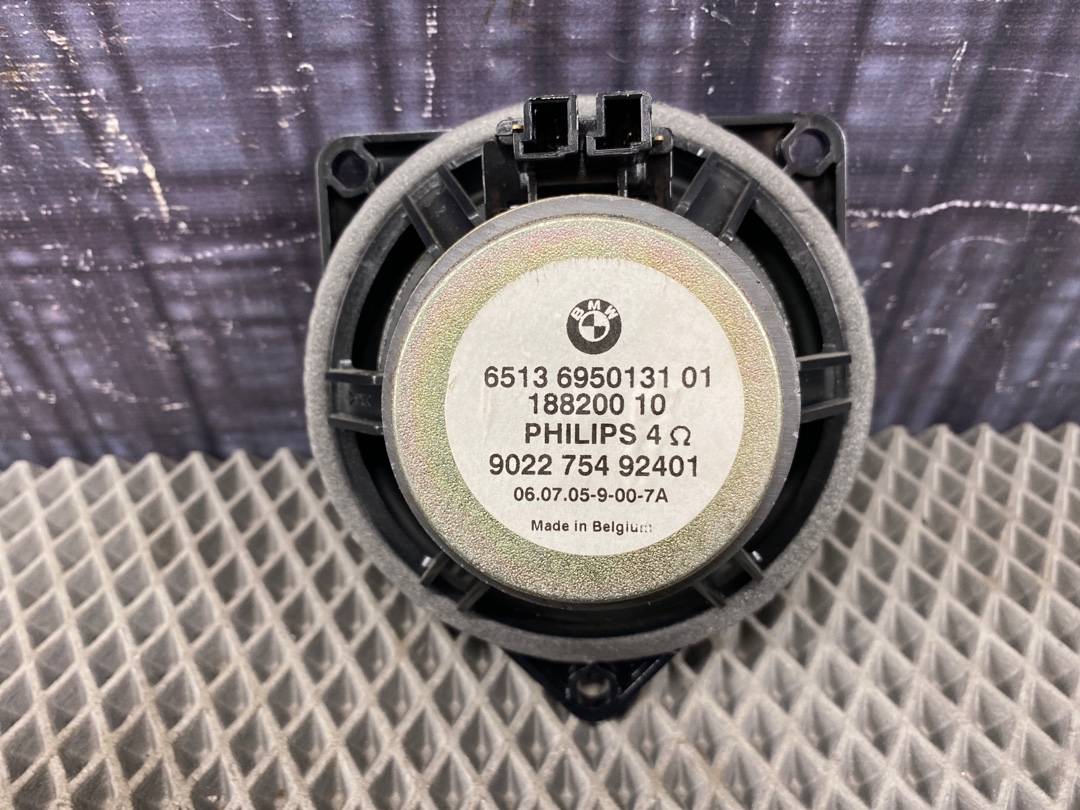 BMW
6513 6950131 01
188200 10
PHILIPS 4 Ω
9022 754 92401
06.07.05-9-00-7A
Made in Belgium